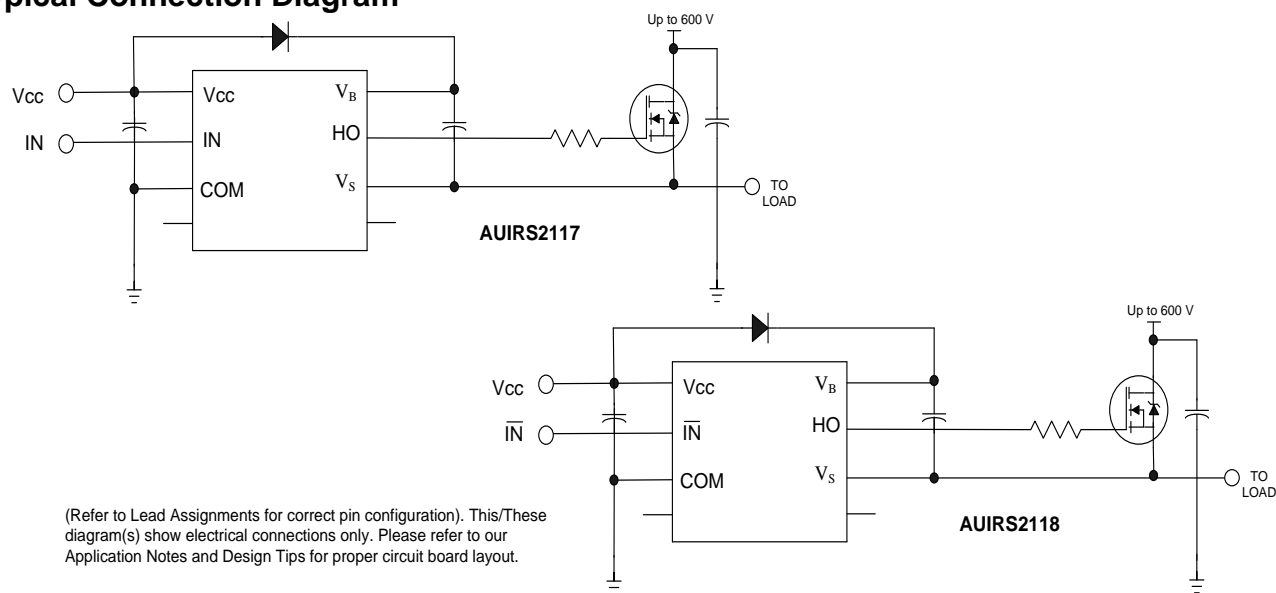 pical Connection Diagram
Up to 600 V
Vcc
IN
Vcc
IN
COM
VB
HO
VS
TO
LOAD
AUIRS2117
Up to 600 V
Vcc
I̅N̅
Vcc
I̅N̅
COM
VB
HO
VS
TO
LOAD
AUIRS2118
(Refer to Lead Assignments for correct pin configuration). This/These
diagram(s) show electrical connections only. Please refer to our
Application Notes and Design Tips for proper circuit board layout.